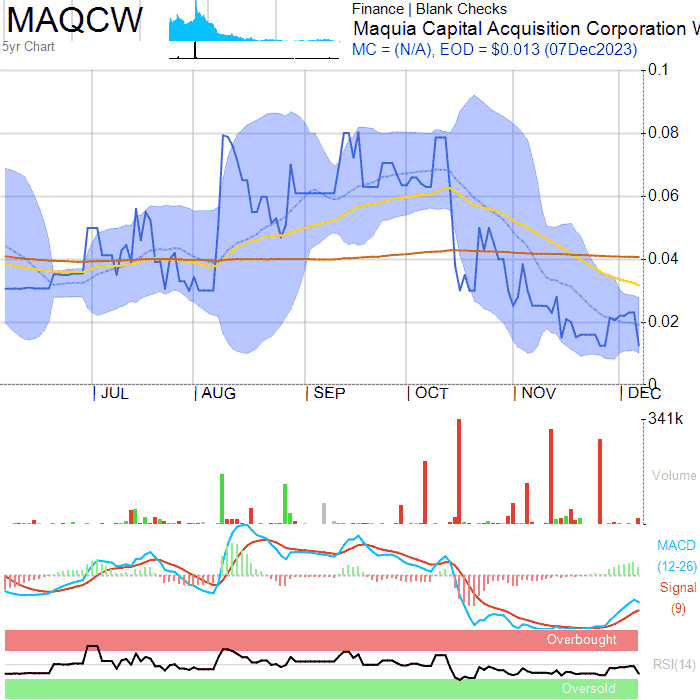 MAQCW
5yr Chart
Finance | Blank Checks
Maquia Capital Acquisition Corporation W
MC = (N/A), EOD = $0.013 (07Dec2023)
0.1
0.08
0.06
0.04
0.02
0
JUL AUG SEP OCT NOV DEC
341k
Volume
MACD
(12-26)
Signal
(9)
Overbought
RSI(14)
Oversold